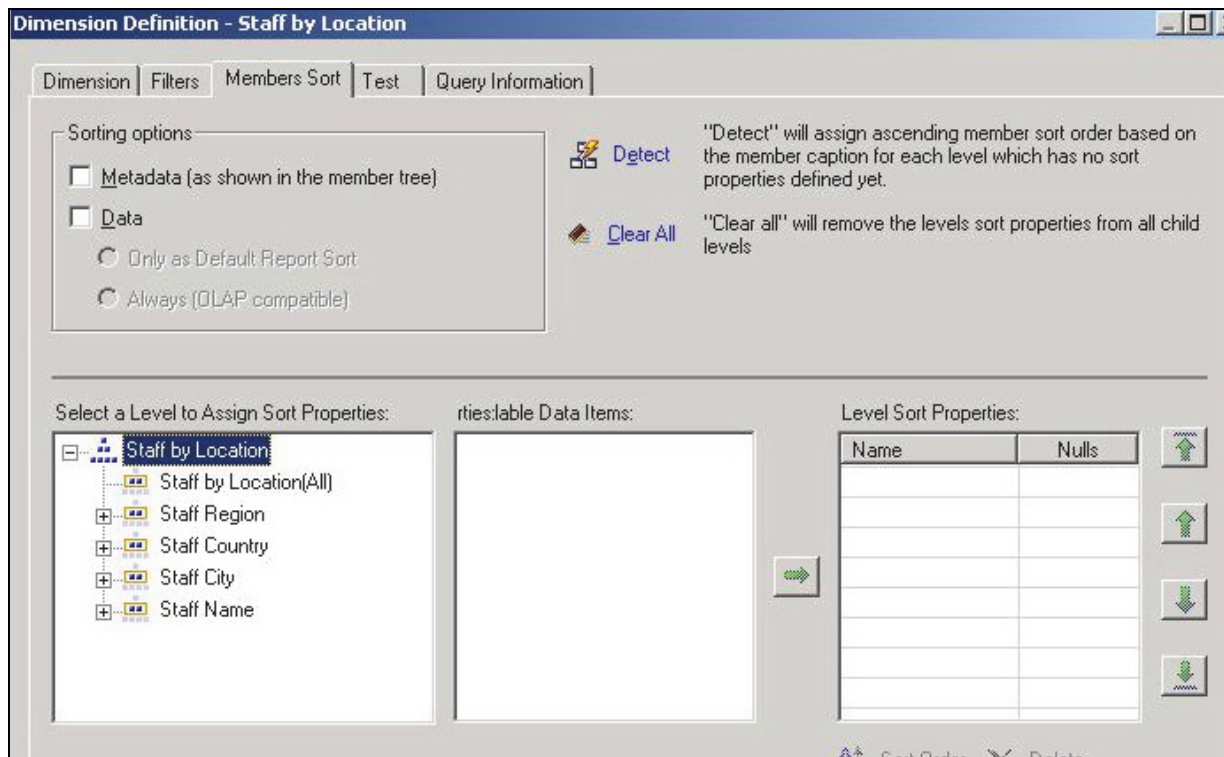 Dimension Definition - Staff by Location
Dimension Filters Members Sort Test Query Information
Sorting options
Metadata (as shown in the member tree)
Data
Only as Default Report Sort
Always (OLAP compatible)
Detect
"Detect" will assign ascending member sort order based on
the member caption for each level which has no sort
properties defined yet.
Clear All
"Clear all" will remove the levels sort properties from all child
levels
Select a Level to Assign Sort Properties:
Staff by Location
Staff by Location(All)
Staff Region
Staff Country
Staff City
Staff Name
rties:lable Data Items:
Level Sort Properties:
Name Nulls
Sort Order Delete